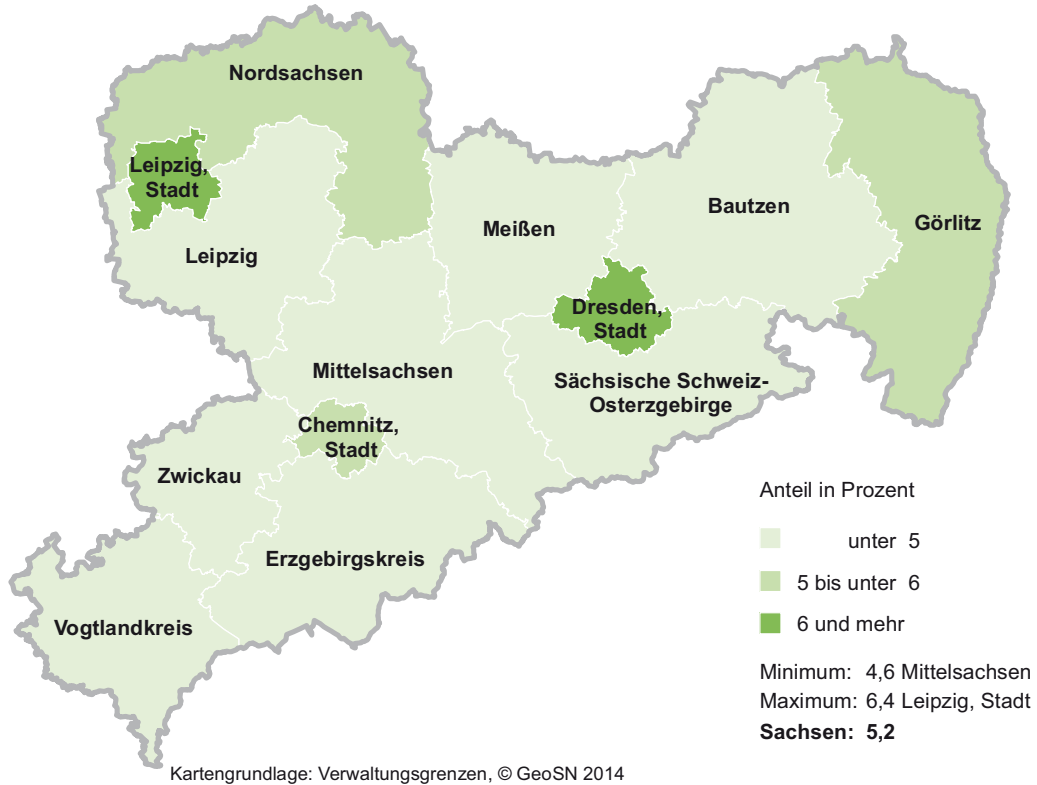 Nordsachsen
Leipzig,
Stadt
Leipzig
Meißen
Bautzen
Görlitz
Dresden,
Stadt
Mittelsachsen
Sächsische Schweiz-
Osterzgebirge
Chemnitz,
Stadt
Zwickau
Erzgebirgskreis
Vogtlandkreis
Anteil in Prozent
unter 5
5 bis unter 6
6 und mehr
Minimum: 4,6 Mittelsachsen
Maximum: 6,4 Leipzig, Stadt
Sachsen: 5,2
Kartengrundlage: Verwaltungsgrenzen, © GeoSN 2014